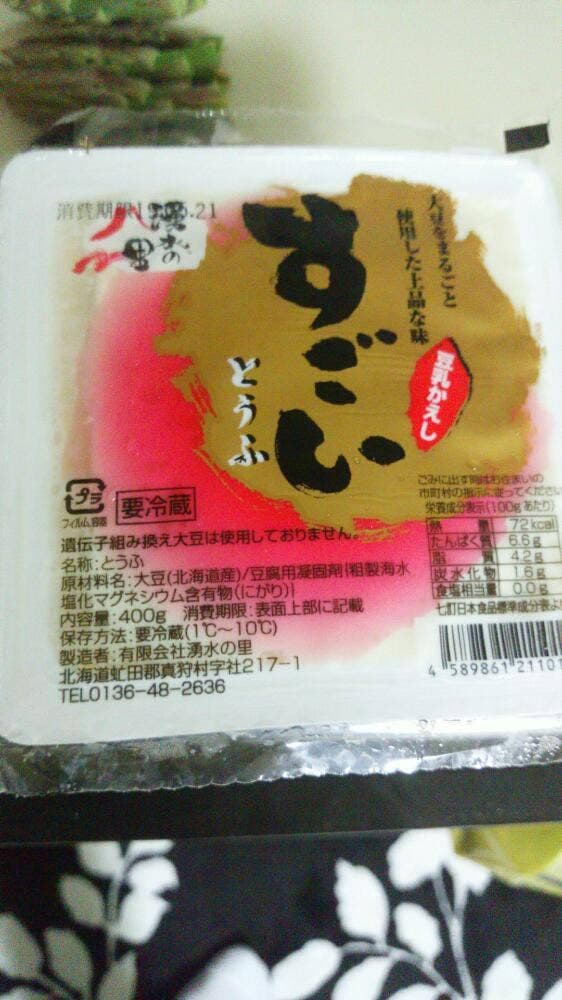 消費期限
湧水の
里
すごい
とうふ
大豆をまるごと
使用した上品な味
豆乳がえし
プラ
フィルム,容器
要冷蔵
ごみに出す時はお住まいの
市町村の指示に従ってください
栄養成分表示(100gあたり)
熱量 72kcal
たんぱく質 6.6g
脂質 4.2g
炭水化物 1.6g
食塩相当量 0.0g
七訂日本食品標準成分表よ
遺伝子組み換え大豆は使用しておりません。
名称:とうふ
原材料名:大豆(北海道産)/豆腐用凝固剤{粗製海水
塩化マグネシウム含有物(にがり)}
内容量:400g 消費期限:表面上部に記載
保存方法:要冷蔵(1℃～10℃)
製造者:有限会社湧水の里
北海道虻田郡真狩村字社217-1
TEL0136-48-2636
4 589861 21101